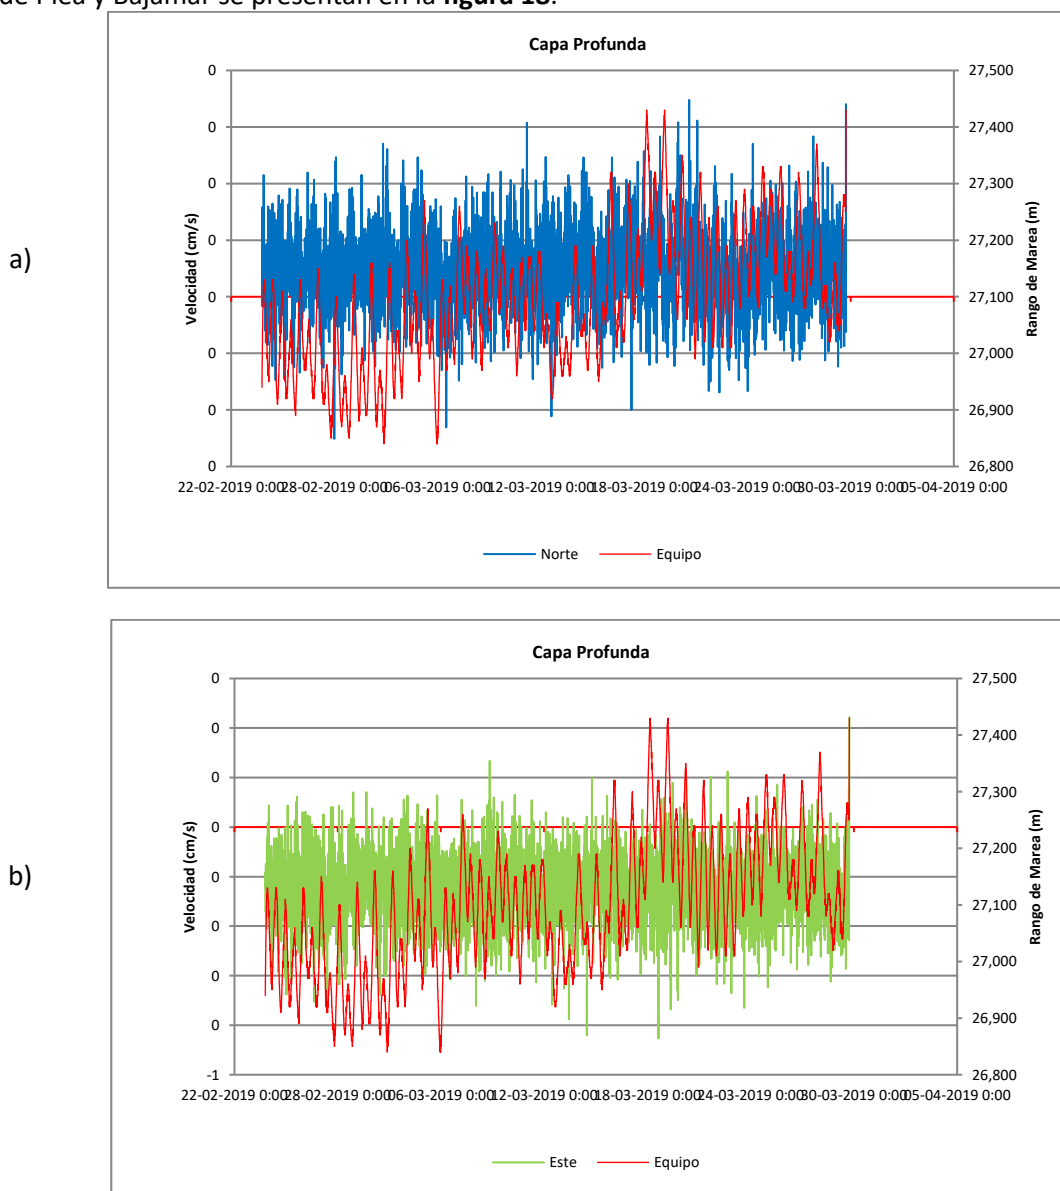 de Plea y Bajamar se presentan en la figura 18.
a)
Capa Profunda
0
0
0
0
0
0
0
0
Velocidad (cm/s)
27,500
27,400
27,300
27,200
27,100
27,000
26,900
26,800
Rango de Marea (m)
22-02-2019 0:00 28-02-2019 0:00 06-03-2019 0:00 12-03-2019 0:00 18-03-2019 0:00 24-03-2019 0:00 30-03-2019 0:00 05-04-2019 0:00
Norte Equipo
b)
Capa Profunda
0
0
0
0
0
0
0
0
-1
Velocidad (cm/s)
27,500
27,400
27,300
27,200
27,100
27,000
26,900
26,800
Rango de Marea (m)
22-02-2019 0:00 28-02-2019 0:00 06-03-2019 0:00 12-03-2019 0:00 18-03-2019 0:00 24-03-2019 0:00 30-03-2019 0:00 05-04-2019 0:00
Este Equipo